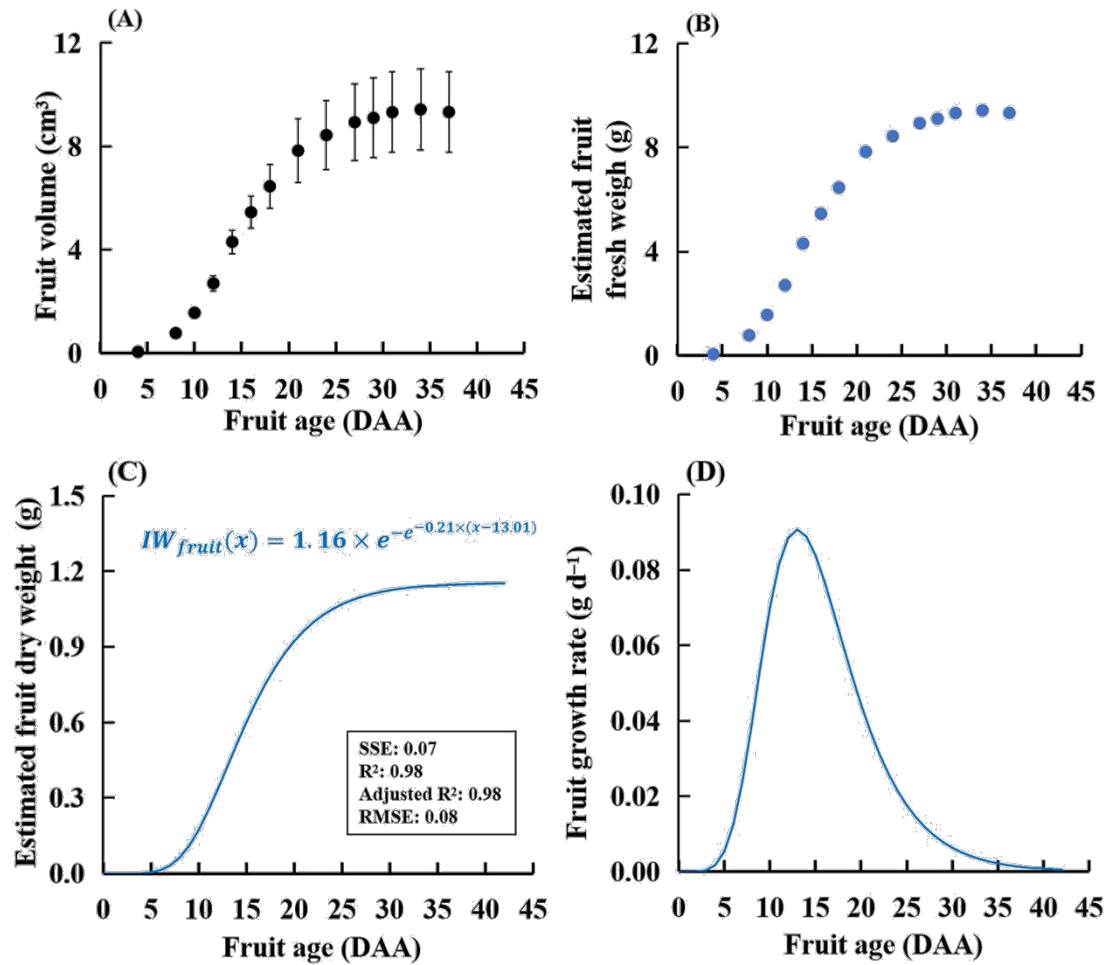 (A)
12
8
4
0
Fruit volume (cm³)
0 5 10 15 20 25 30 35 40 45
Fruit age (DAA)
(B)
12
8
4
0
Estimated fruit
fresh weigh (g)
0 5 10 15 20 25 30 35 40 45
Fruit age (DAA)
(C)
1.5
1.2
0.9
0.6
0.3
0.0
Estimated fruit dry weight (g)
IW_fruit(x) = 1.16 × e^{-e^{-0.21×(x-13.01)}}
SSE: 0.07
R²: 0.98
Adjusted R²: 0.98
RMSE: 0.08
0 5 10 15 20 25 30 35 40 45
Fruit age (DAA)
(D)
0.10
0.08
0.06
0.04
0.02
0.00
Fruit growth rate (g d⁻¹)
0 5 10 15 20 25 30 35 40 45
Fruit age (DAA)